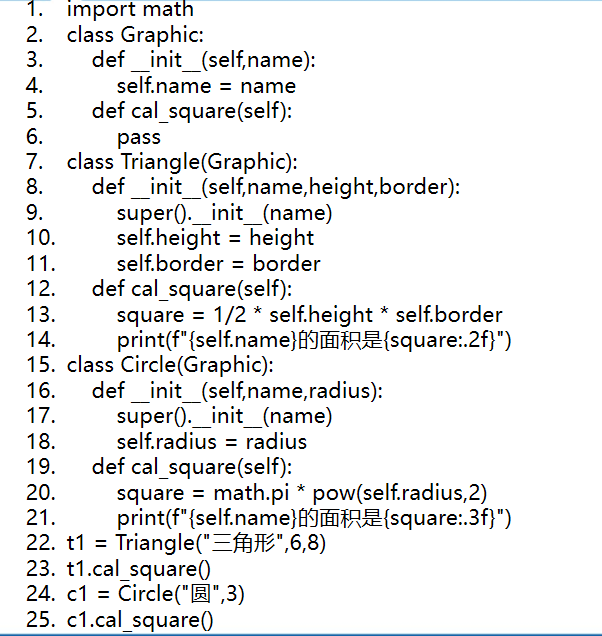 1. import math
2. class Graphic:
3. def __init__(self,name):
4. self.name = name
5. def cal_square(self):
6. pass
7. class Triangle(Graphic):
8. def __init__(self,name,height,border):
9. super().__init__(name)
10. self.height = height
11. self.border = border
12. def cal_square(self):
13. square = 1/2 * self.height * self.border
14. print(f"{self.name}的面积是{square:.2f}")
15. class Circle(Graphic):
16. def __init__(self,name,radius):
17. super().__init__(name)
18. self.radius = radius
19. def cal_square(self):
20. square = math.pi * pow(self.radius,2)
21. print(f"{self.name}的面积是{square:.3f}")
22. t1 = Triangle("三角形",6,8)
23. t1.cal_square()
24. c1 = Circle("圆",3)
25. c1.cal_square()